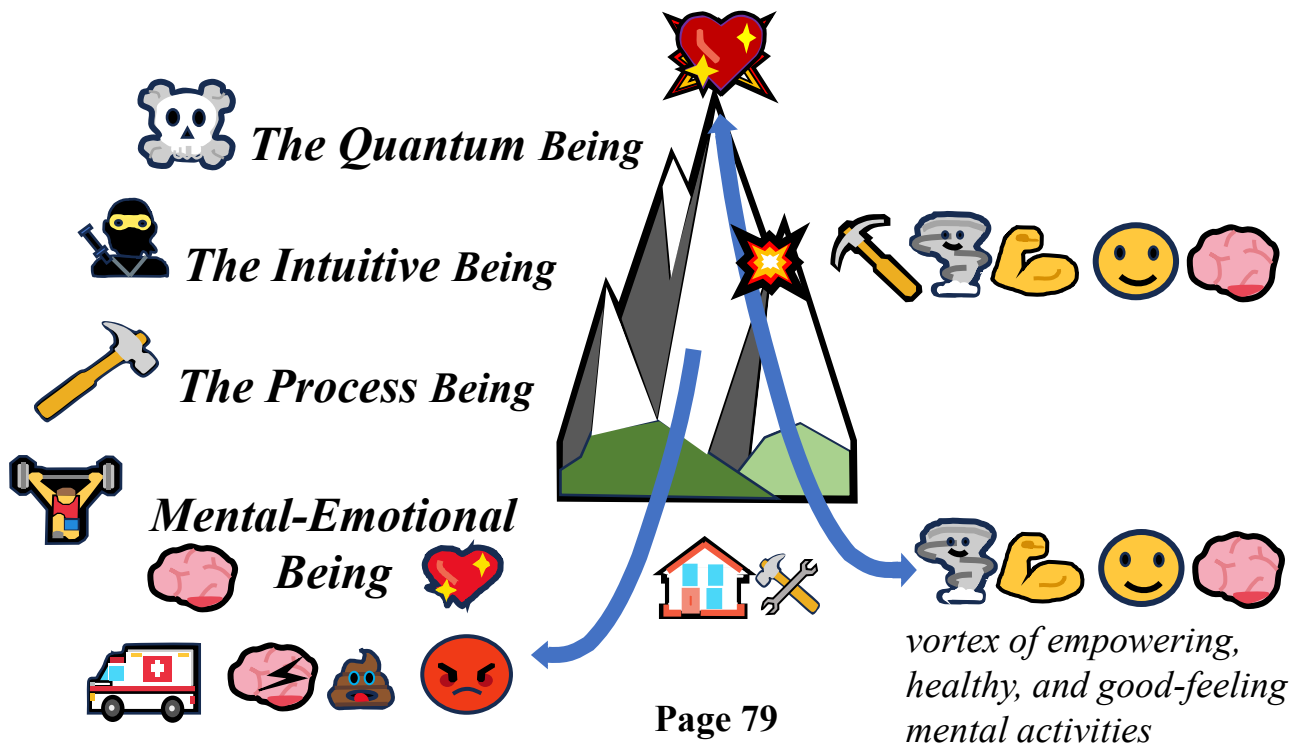 The Quantum Being
The Intuitive Being
The Process Being
Mental-Emotional
Being
vortex of empowering,
healthy, and good-feeling
mental activities
Page 79